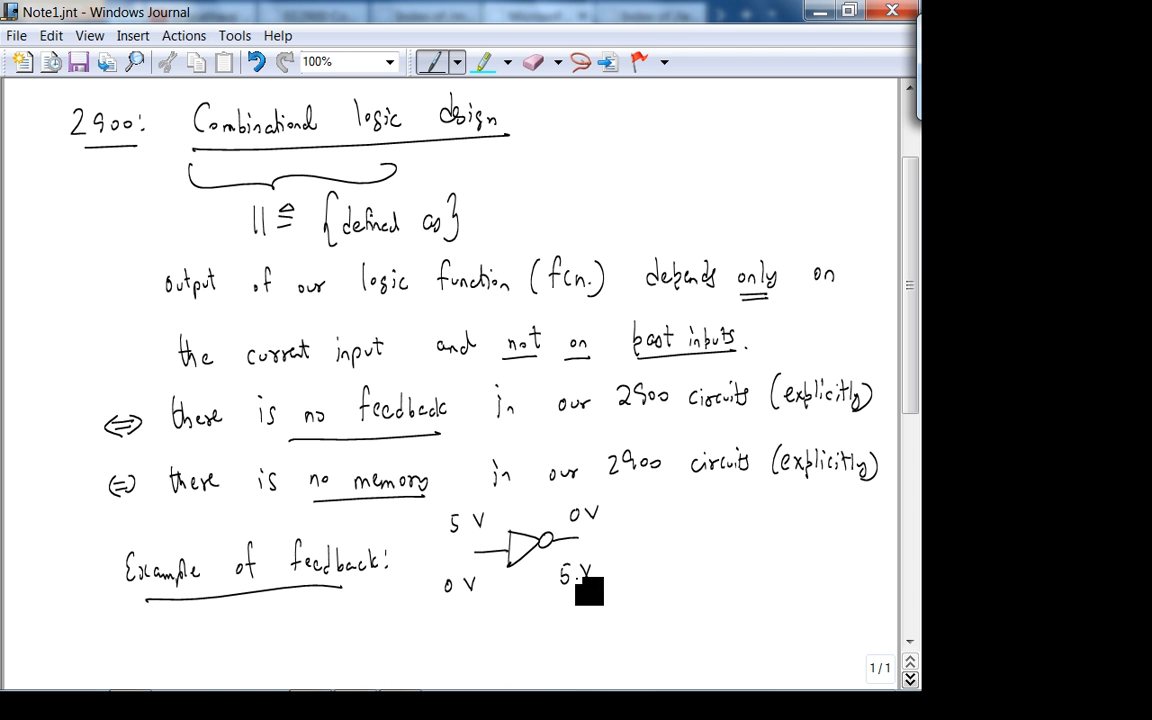 Note1.jnt - Windows Journal
File Edit View Insert Actions Tools Help
100%
2900: Combinational logic design
|| ≙ {defined as}
output of our logic function (fcn.) depends only on
the current input and not on past inputs.
⇔ there is no feedback in our 2900 circuits (explicitly)
⇔ there is no memory in our 2900 circuits (explicitly)
5 V 0V
Example of feedback:
0 V 5 V
1/1